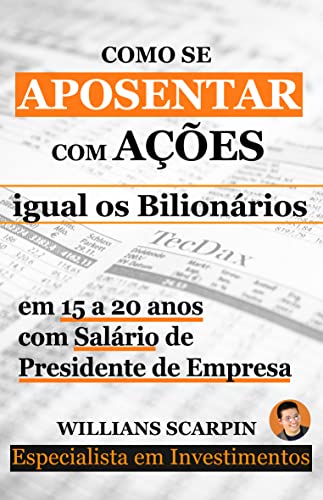 COMO SE
APOSENTAR
COM AÇÕES
igual os Bilionários
TecDax
em 15 a 20 anos
com Salário de
Presidente de Empresa
WILLIANS SCARPIN
Especialista em Investimentos